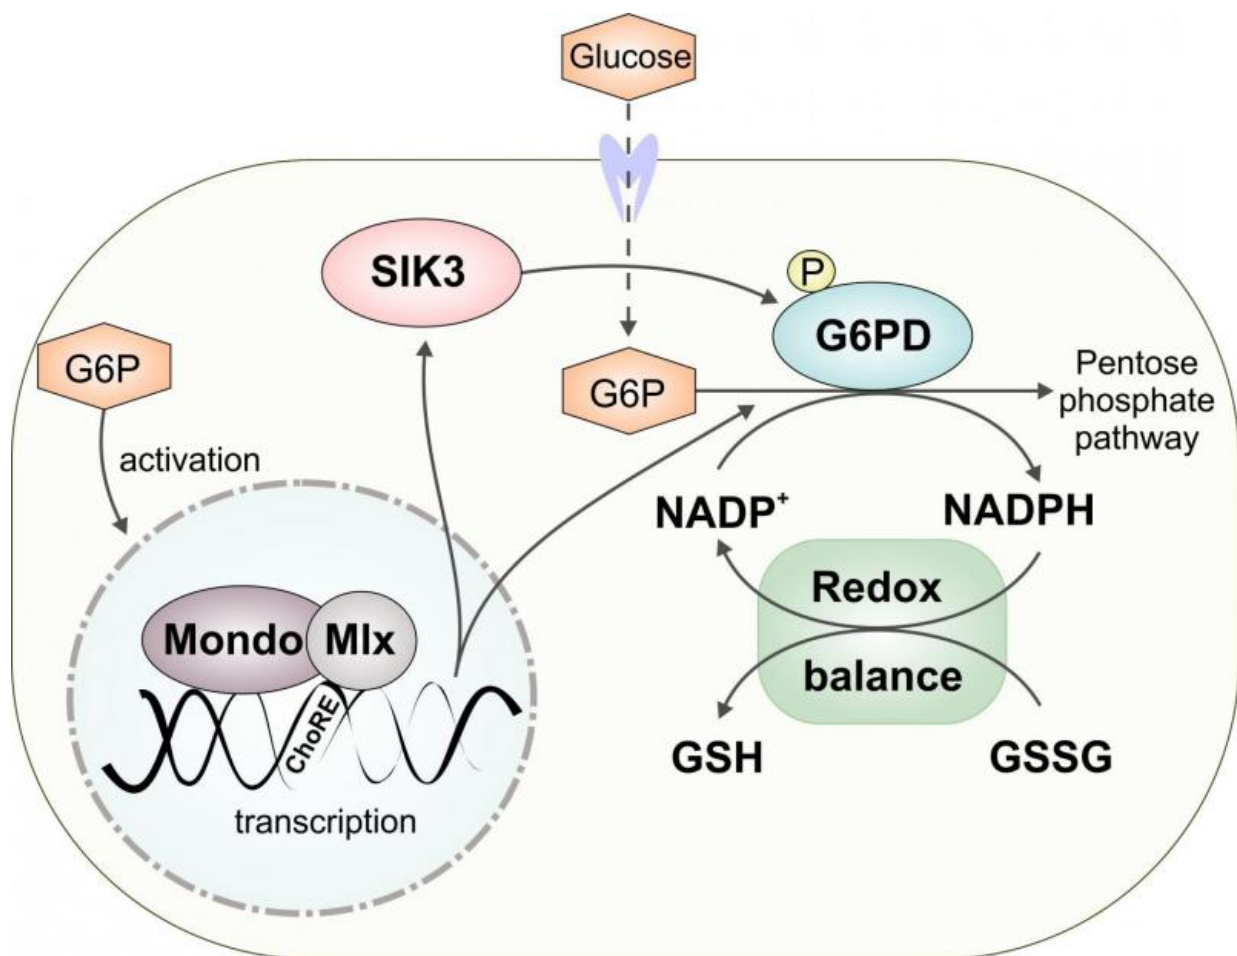 Glucose
SIK3
P
G6PD
G6P
G6P
Pentose
phosphate
pathway
activation
NADP⁺
NADPH
Redox
balance
Mondo
Mlx
ChoRE
GSH
GSSG
transcription